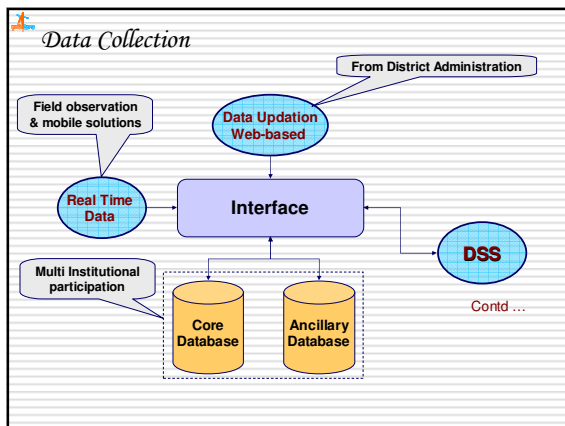 Data Collection
From District Administration
Field observation
& mobile solutions
Data Updation
Web-based
Real Time
Data
Interface
DSS
Multi Institutional
participation
Core
Database
Ancillary
Database
Contd ...